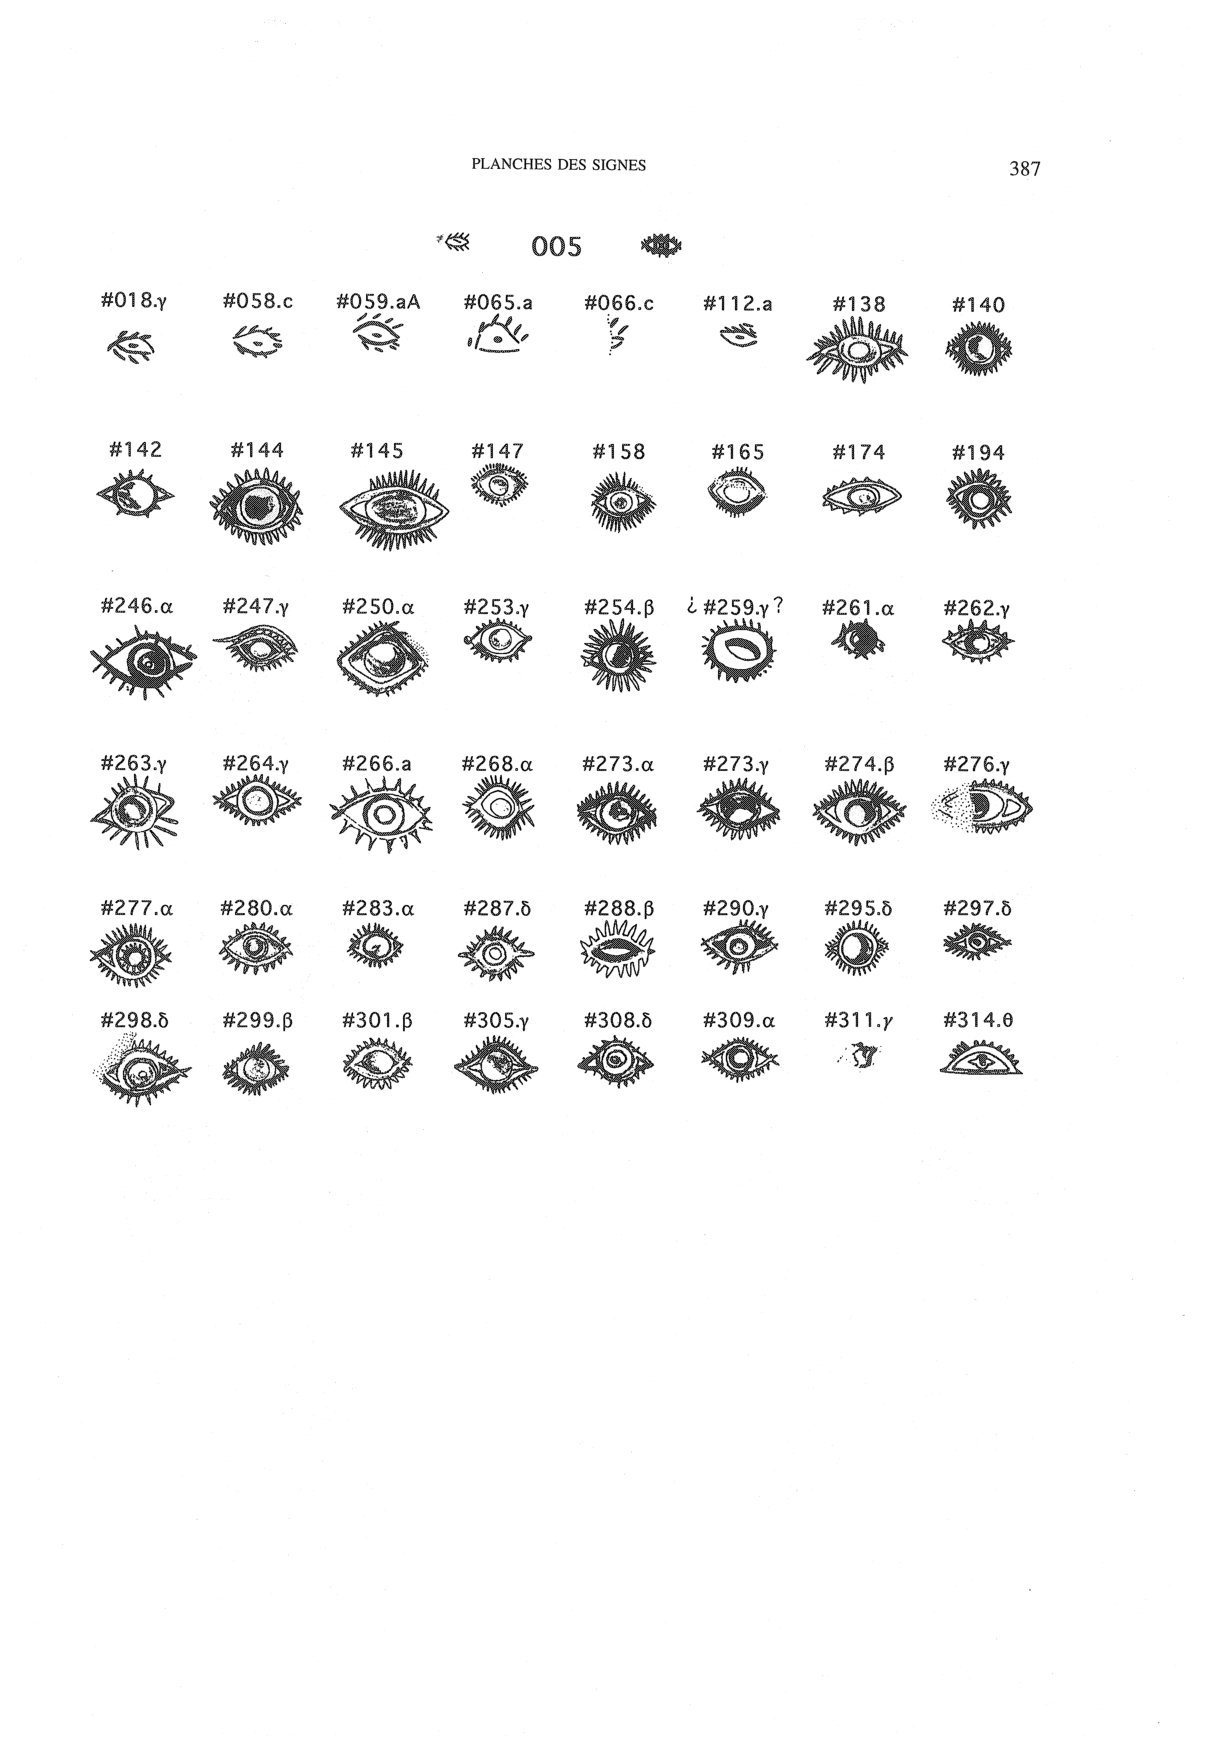 PLANCHES DES SIGNES 387
005
#018.γ #058.c #059.aA #065.a #066.c #112.a #138 #140
#142 #144 #145 #147 #158 #165 #174 #194
#246.α #247.γ #250.α #253.γ #254.β ¿ #259.γ? #261.α #262.γ
#263.γ #264.γ #266.a #268.α #273.α #273.γ #274.β #276.γ
#277.α #280.α #283.α #287.δ #288.β #290.γ #295.δ #297.δ
#298.δ #299.β #301.β #305.γ #308.δ #309.α #311.γ #314.θ